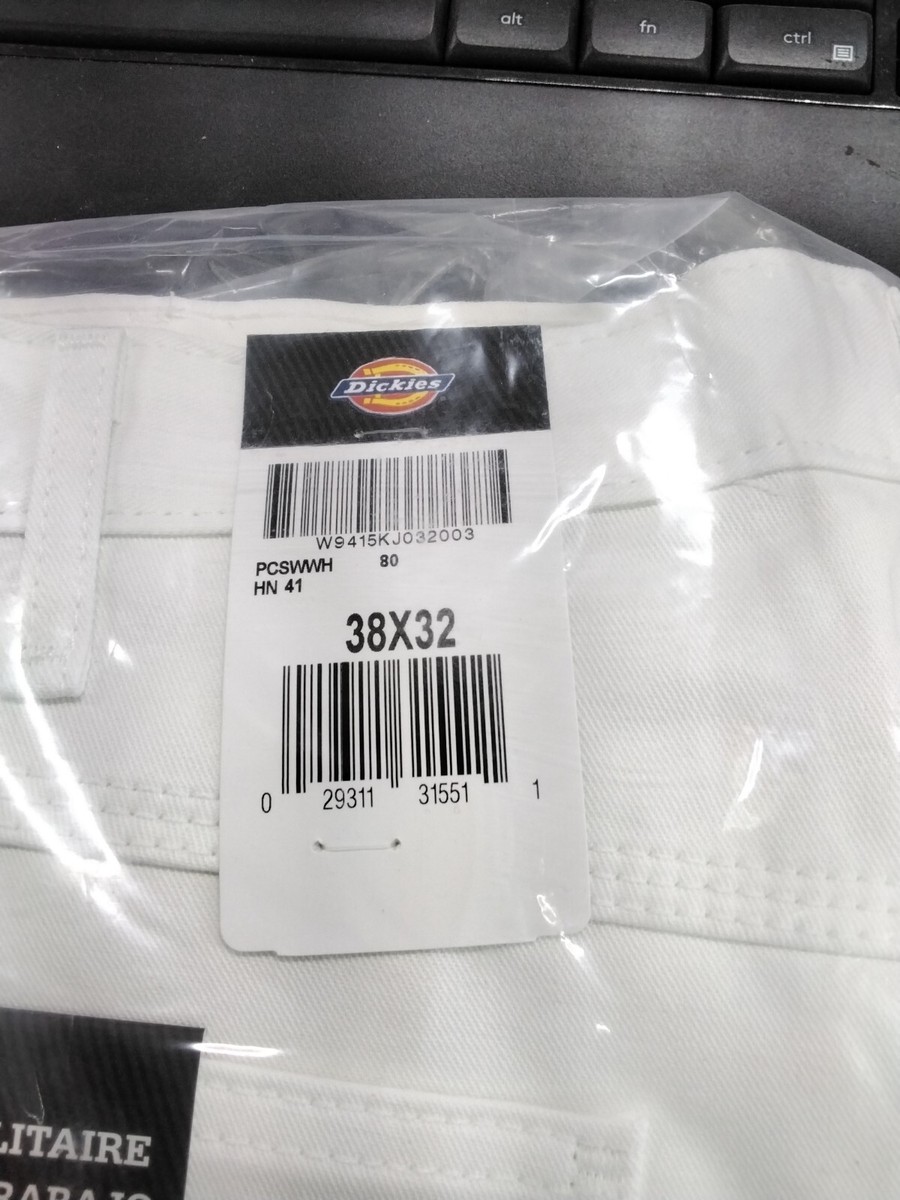 alt
fn
ctrl
Dickies
W9415KJ032003
PCSWWH 80
HN 41
38X32
0 29311 31551 1
LITAIRE